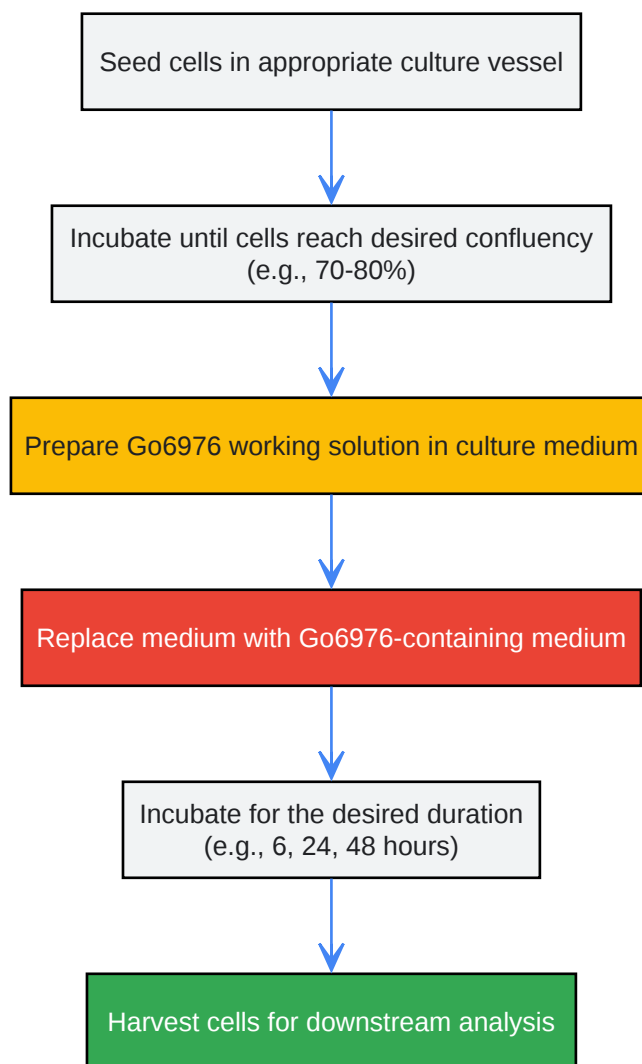 Seed cells in appropriate culture vessel
Incubate until cells reach desired confluency
(e.g., 70-80%)
Prepare Go6976 working solution in culture medium
Replace medium with Go6976-containing medium
Incubate for the desired duration
(e.g., 6, 24, 48 hours)
Harvest cells for downstream analysis